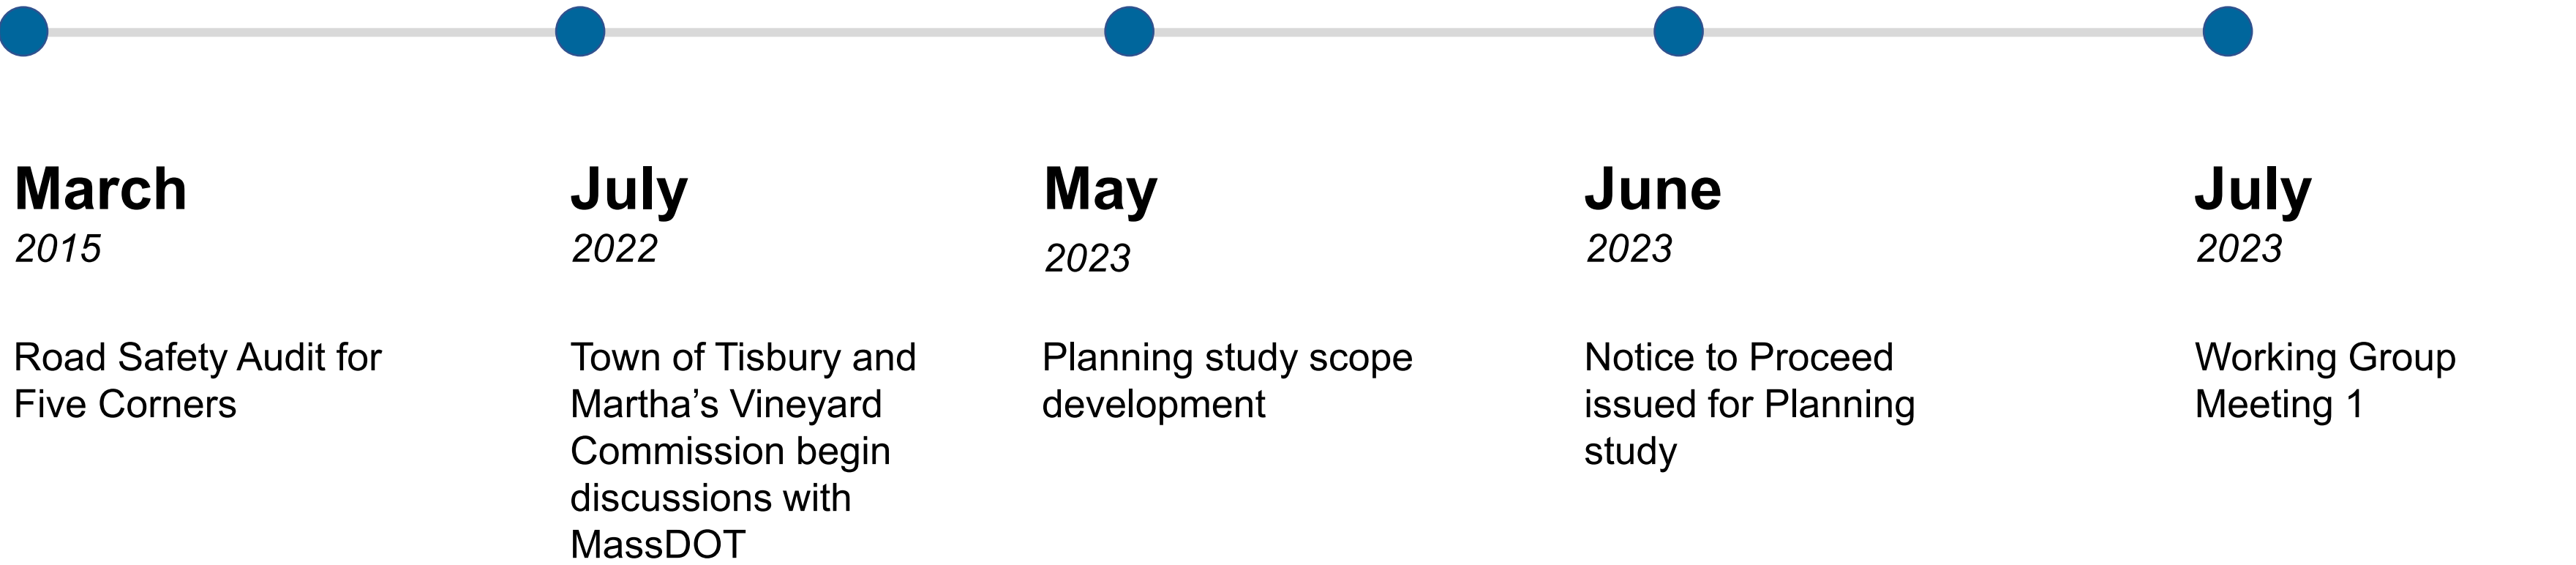 March
2015
Road Safety Audit for
Five Corners
July
2022
Town of Tisbury and
Martha’s Vineyard
Commission begin
discussions with
MassDOT
May
2023
Planning study scope
development
June
2023
Notice to Proceed
issued for Planning
study
July
2023
Working Group
Meeting 1